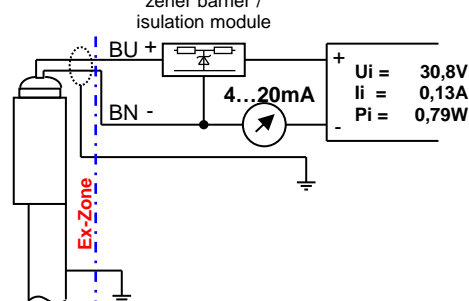 zener barrier /
isulation module
BU +
BN -
4...20mA
+
-
Ui = 30,8V
Ii = 0,13A
Pi = 0,79W
Ex-Zone